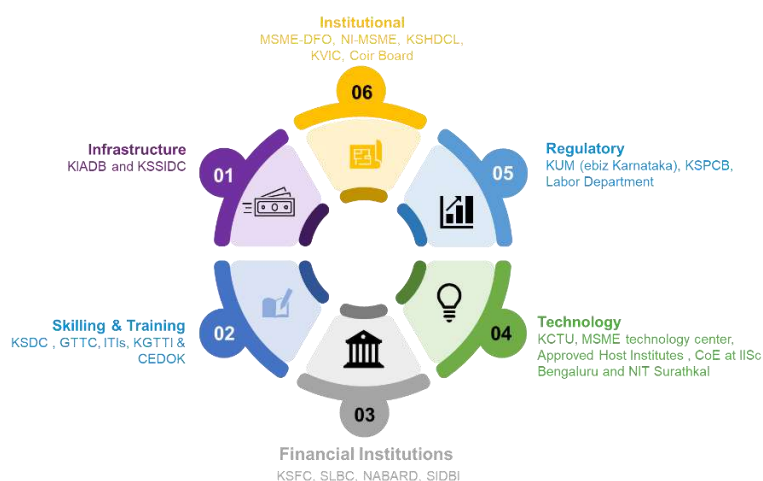 Institutional
MSME-DFO, NI-MSME, KSHDCL,
KVIC, Coir Board
06
Infrastructure
KIADB and KSSIDC
01
05
Regulatory
KUM (ebiz Karnataka), KSPCB,
Labor Department
Skilling & Training
KSDC , GTTC, ITIs, KGTTI &
CEDOK
02
04
Technology
KCTU, MSME technology center,
Approved Host Institutes , CoE at IISc
Bengaluru and NIT Surathkal
03
Financial Institutions
KSFC, SLBC, NABARD, SIDBI